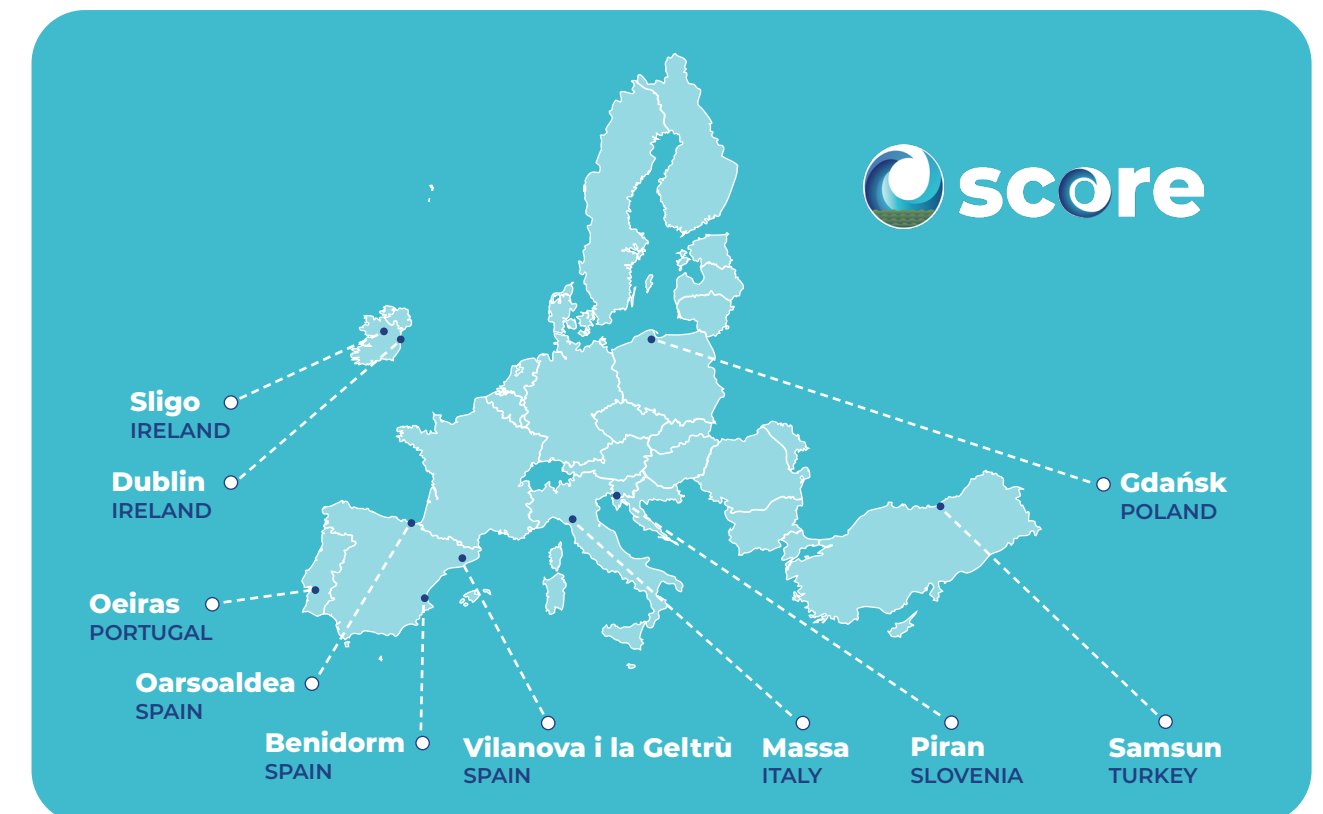 score
Sligo
IRELAND
Dublin
IRELAND
Gdańsk
POLAND
Oeiras
PORTUGAL
Oarsoaldea
SPAIN
Benidorm
SPAIN
Vilanova i la Geltrù
SPAIN
Massa
ITALY
Piran
SLOVENIA
Samsun
TURKEY